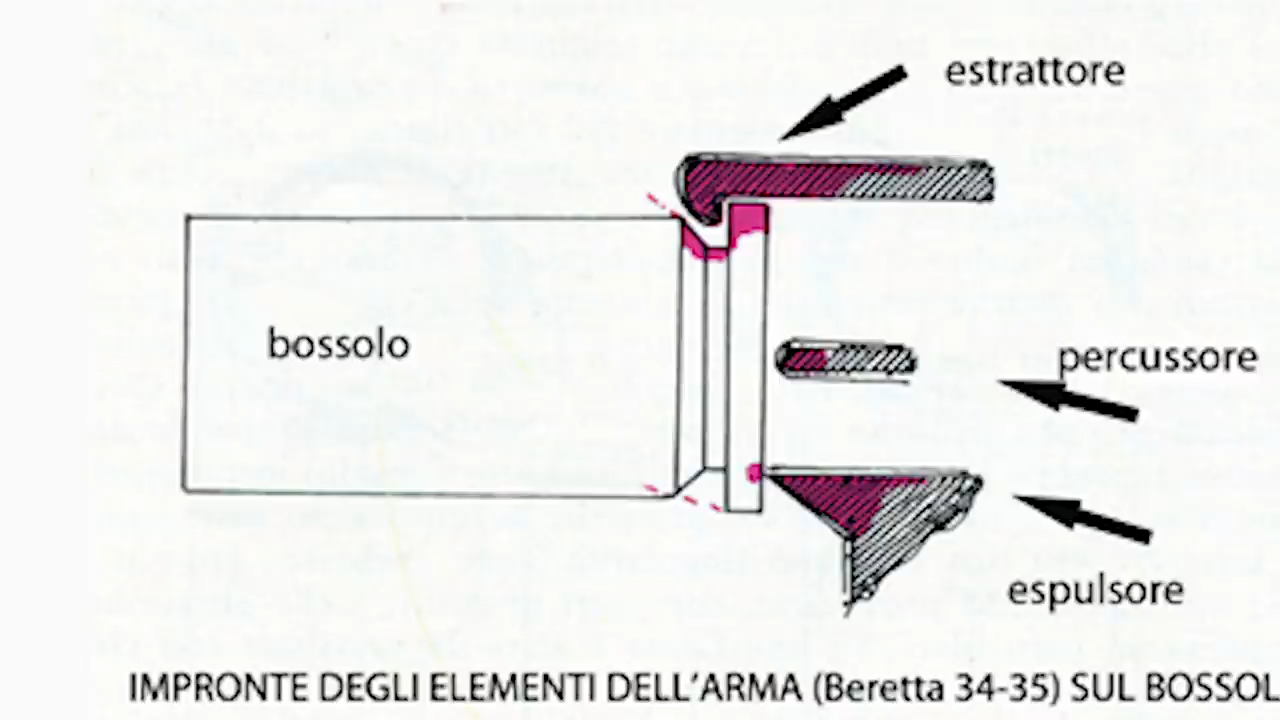 estrattore
bossolo
percussore
espulsore
IMPRONTE DEGLI ELEMENTI DELL'ARMA (Beretta 34-35) SUL BOSSOL